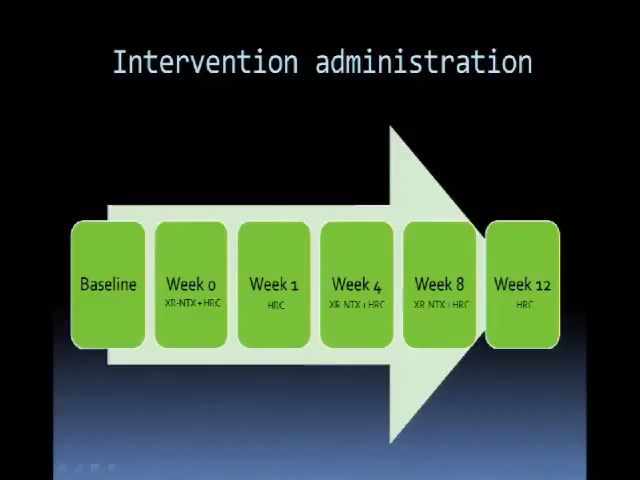 Intervention administration
Baseline
Week 0
XR-NTX + HRC
Week 1
HRC
Week 4
XR-NTX + HRC
Week 8
XR-NTX + HRC
Week 12
HRC